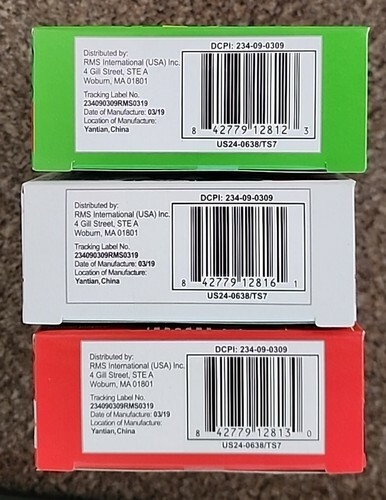 Distributed by:
RMS International (USA) Inc.
4 Gill Street, STE A
Woburn, MA 01801
Tracking Label No.
234090309RMS0319
Date of Manufacture: 03/19
Location of Manufacture:
Yantian,China
DCPI: 234-09-0309
8 42779 12812 3
US24-0638/TS7
Distributed by:
RMS International (USA) Inc.
4 Gill Street, STE A
Woburn, MA 01801
Tracking Label No.
234090309RMS0319
Date of Manufacture: 03/19
Location of Manufacture:
Yantian,China
DCPI: 234-09-0309
8 42779 12816 1
US24-0638/TS7
Distributed by:
RMS International (USA) Inc.
4 Gill Street, STE A
Woburn, MA 01801
Tracking Label No.
234090309RMS0319
Date of Manufacture: 03/19
Location of Manufacture:
Yantian,China
DCPI: 234-09-0309
8 42779 12813 0
US24-0638/TS7